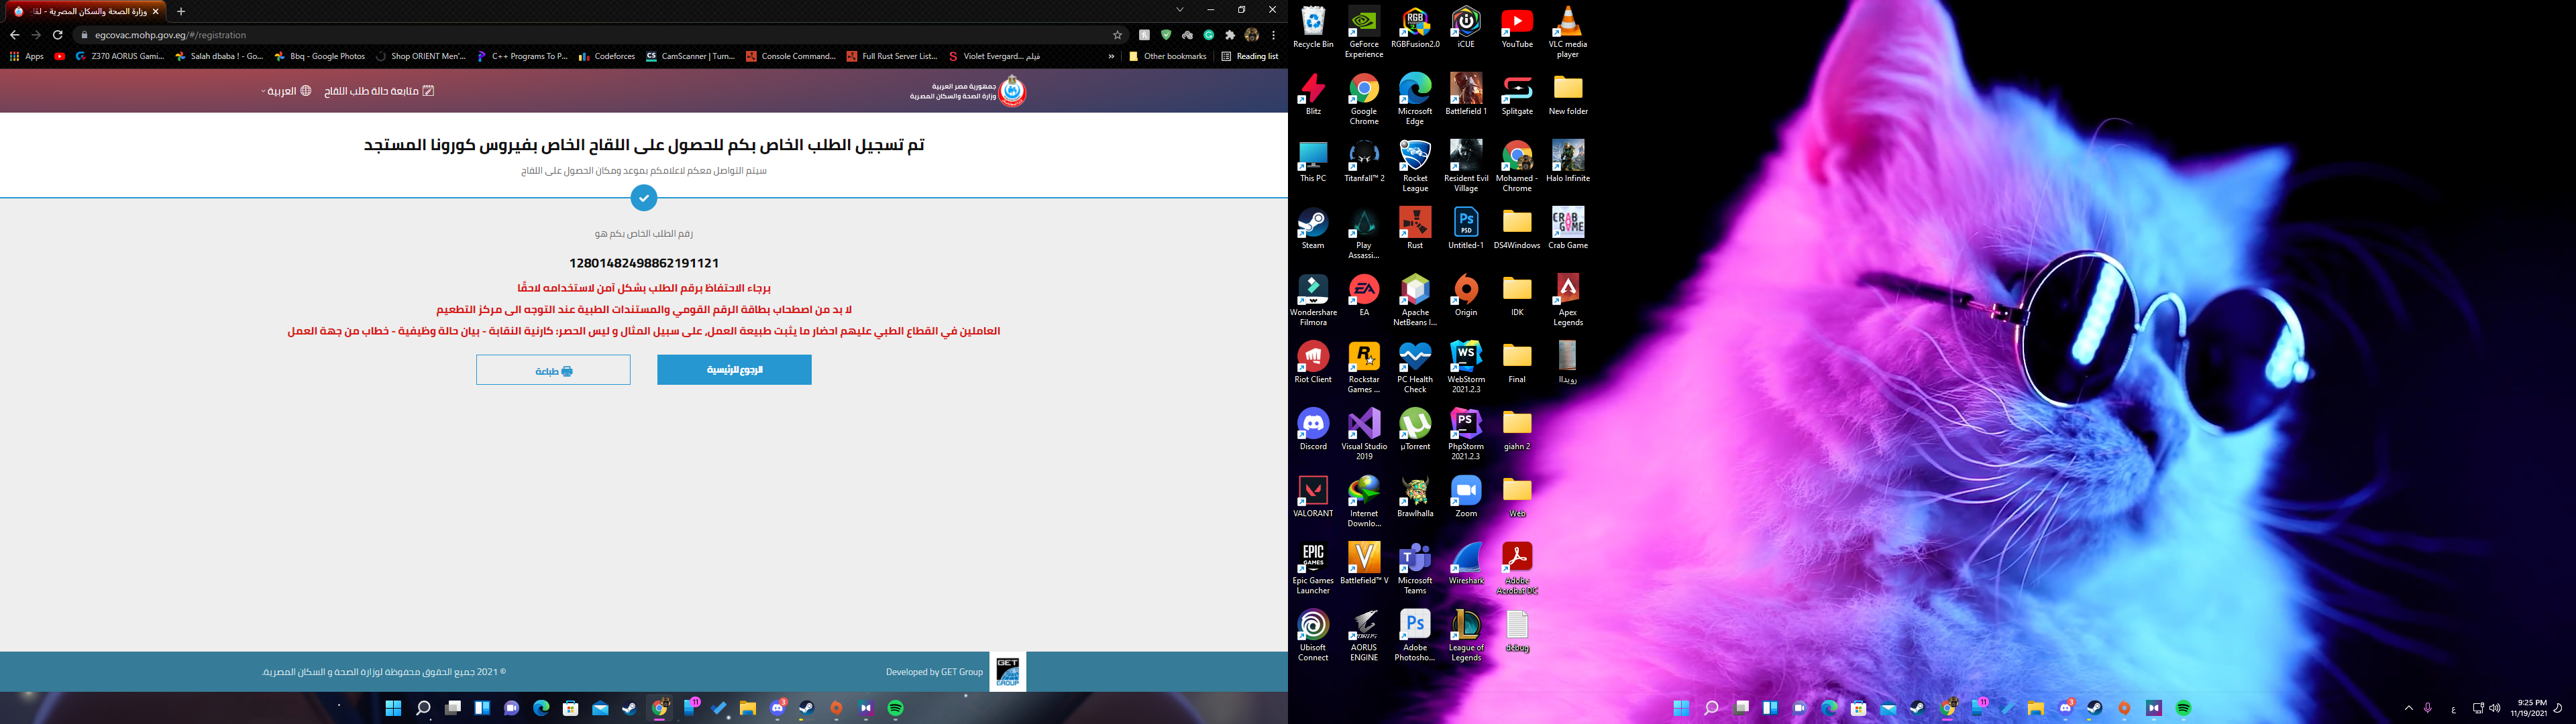 وزارة الصحة والسكان المصرية - لقا
egcovac.mohp.gov.eg/#/registration
Apps
Z370 AORUS Gami...
Salah dbaba ! - Go...
Bbq - Google Photos
Shop ORIENT Men'...
C++ Programs To P...
Codeforces
CamScanner | Turn...
Console Command...
Full Rust Server List...
فيلم Violet Evergard...
»
Other bookmarks
Reading list
جمهورية مصر العربية
وزارة الصحة والسكان المصرية
متابعة حالة طلب اللقاح
العربية
تم تسجيل الطلب الخاص بكم للحصول على اللقاح الخاص بفيروس كورونا المستجد
سيتم التواصل معكم لاعلامكم بموعد ومكان الحصول على اللقاح
رقم الطلب الخاص بكم هو
12801482498862191121
برجاء الاحتفاظ برقم الطلب بشكل آمن لاستخدامه لاحقًا
لا بد من اصطحاب بطاقة الرقم القومي والمستندات الطبية عند التوجه الى مركز التطعيم
العاملين في القطاع الطبي عليهم احضار ما يثبت طبيعة العمل, على سبيل المثال و ليس الحصر: كارنية النقابة - بيان حالة وظيفية - خطاب من جهة العمل
الرجوع للرئيسية
طباعة
Developed by GET Group
GET
GROUP
© 2021 جميع الحقوق محفوظة لوزارة الصحة و السكان المصرية.
11
3
Recycle Bin
GeForce Experience
RGBFusion2.0
iCUE
YouTube
VLC media player
Blitz
Google Chrome
Microsoft Edge
Battlefield 1
Splitgate
New folder
This PC
Titanfall™ 2
Rocket League
Resident Evil Village
Mohamed - Chrome
Halo Infinite
Steam
Play Assassi...
Rust
Untitled-1
DS4Windows
Crab Game
Wondershare Filmora
EA
Apache NetBeans I...
Origin
IDK
Apex Legends
Riot Client
Rockstar Games ...
PC Health Check
WebStorm 2021.2.3
Final
Discord
Visual Studio 2019
µTorrent
PhpStorm 2021.2.3
giahn 2
VALORANT
Internet Downlo...
Brawlhalla
Zoom
Web
Epic Games Launcher
Battlefield™ V
Microsoft Teams
Wireshark
Adobe Acrobat DC
Ubisoft Connect
AORUS ENGINE
Adobe Photosho...
League of Legends
debug
11
3
ع
9:25 PM
11/19/2021